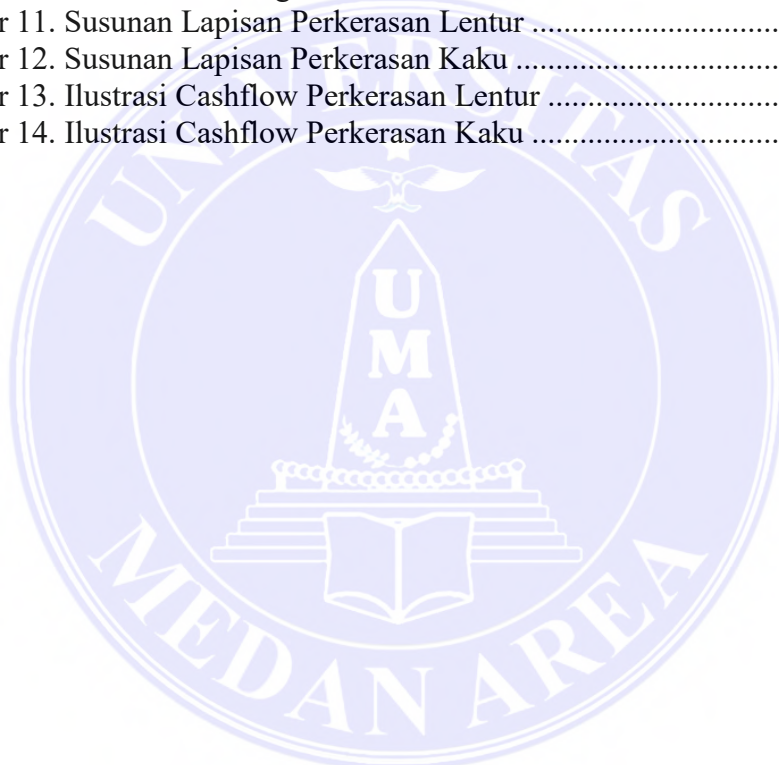 r 11. Susunan Lapisan Perkerasan Lentur ...............................
r 12. Susunan Lapisan Perkerasan Kaku .................................
r 13. Ilustrasi Cashflow Perkerasan Lentur .............................
r 14. Ilustrasi Cashflow Perkerasan Kaku ...............................
UNIVERSITAS
U
M
A
MEDAN AREA